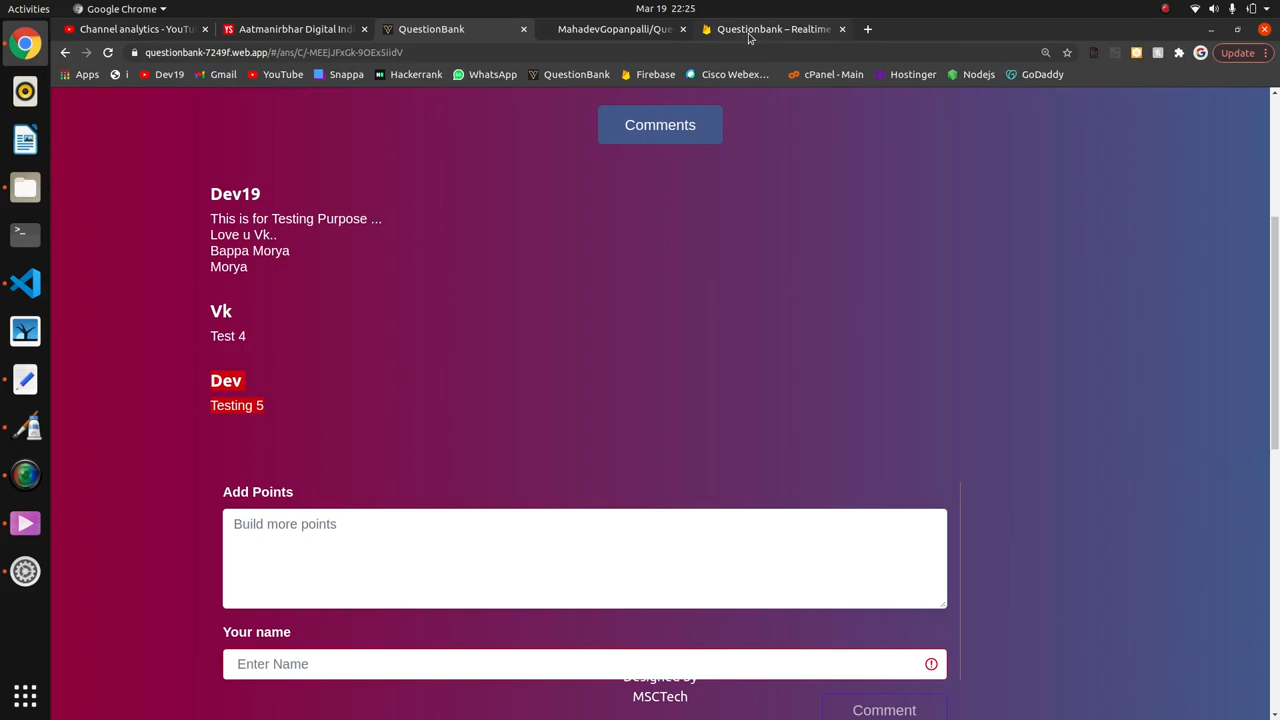 Activities
Google Chrome
Mar 19 22:25
Channel analytics - YouTu
Aatmanirbhar Digital Indi
QuestionBank
MahadevGopanpalli/Que
Questionbank – Realtime
questionbank-7249f.web.app/#/ans/C/-MEEjJFxGk-9OEx5iidV
Update
Apps
i
Dev19
Gmail
YouTube
Snappa
Hackerrank
WhatsApp
QuestionBank
Firebase
Cisco Webex...
cPanel - Main
Hostinger
Nodejs
GoDaddy
Comments
Dev19
This is for Testing Purpose ...
Love u Vk..
Bappa Morya
Morya
Vk
Test 4
Dev
Testing 5
Add Points
Build more points
Your name
Enter Name
Designed by
MSCTech
Comment